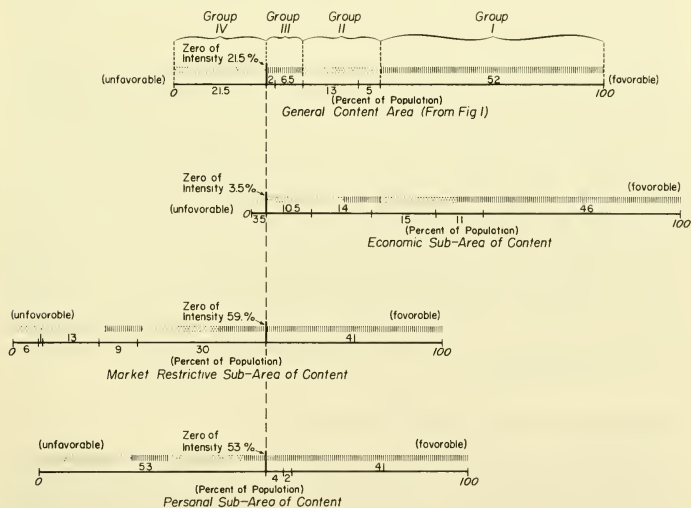 Group Group Group Group
IV III II I
Zero of
Intensity 21.5 %
(unfavorable) (favorable)
2 6.5 52
0 21.5 13 5 100
(Percent of Population)
General Content Area (From Fig I)
Zero of
Intensity 3.5 %
(favorable)
(unfavorable) 0 3.5 10.5 14 15 11 46 100
(Percent of Population)
Economic Sub-Area of Content
Zero of
Intensity 59. %
(unfavorable) (favorable)
0 6 13 9 30 41 100
(Percent of Population)
Market Restrictive Sub-Area of Content
Zero of
Intensity 53 %
(unfavorable) (favorable)
0 53 4 2 41 100
(Percent of Population)
Personal Sub-Area of Content